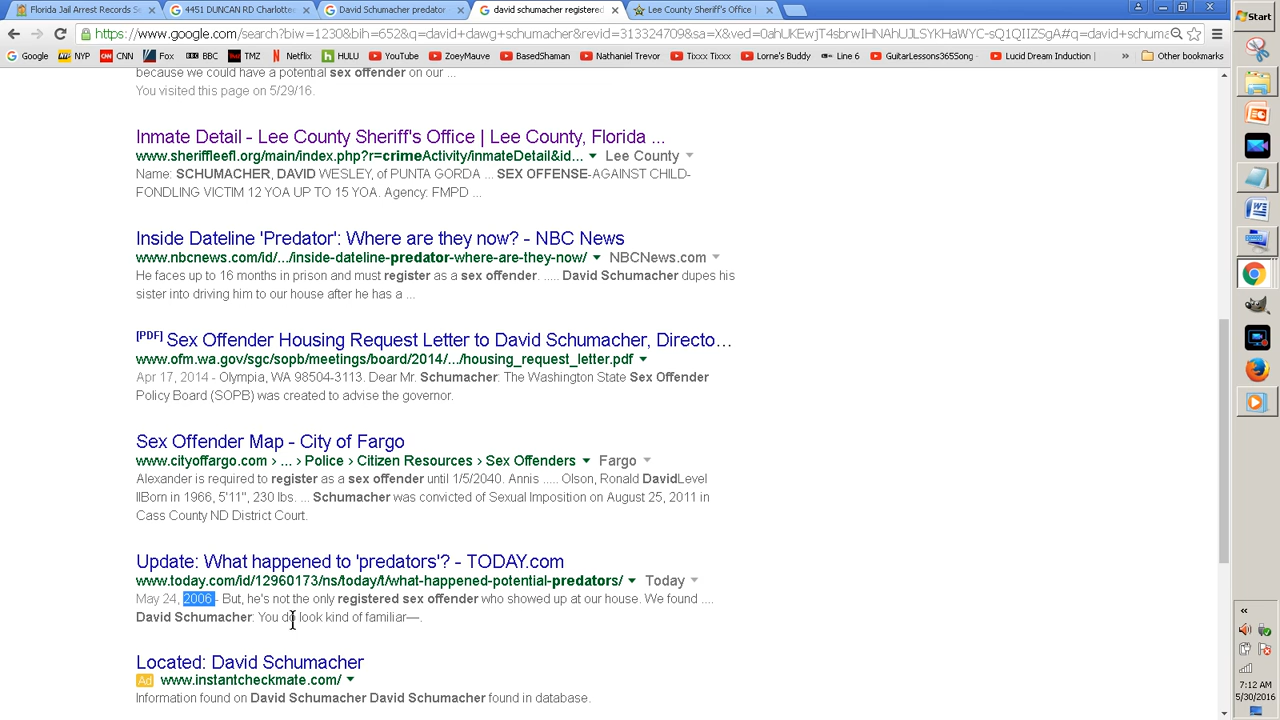 Florida Jail Arrest Records S
4451 DUNCAN RD Charlotte
David Schumacher predator
david schumacher registered
Lee County Sheriff's Office |
Start
https://www.google.com/search?biw=1230&bih=652&q=david+dawg+schumacher&revid=313324709&sa=X&ved=
Google
NYP
CNN
Fox
BBC
TMZ
Netflix
HULU
YouTube
ZoeyMauve
BasedShaman
Nathaniel Trevor
Tixxx Tixxx
Lorne's Buddy
Line 6
GuitarLessons365Song
Lucid Dream Induction |
Other bookmarks
because we could have a potential sex offender on our ...
You visited this page on 5/29/16.
Inmate Detail - Lee County Sheriff's Office | Lee County, Florida ...
www.sheriffleefl.org/main/index.php?r=crimeActivity/inmateDetail&id... Lee County
Name: SCHUMACHER, DAVID WESLEY, of PUNTA GORDA ... SEX OFFENSE-AGAINST CHILD-
FONDLING VICTIM 12 YOA UP TO 15 YOA. Agency: FMPD ...
Inside Dateline 'Predator': Where are they now? - NBC News
www.nbcnews.com/id/.../inside-dateline-predator-where-are-they-now/ NBCNews.com
He faces up to 16 months in prison and must register as a sex offender. .... David Schumacher dupes his
sister into driving him to our house after he has a ...
[PDF] Sex Offender Housing Request Letter to David Schumacher, Directo...
www.ofm.wa.gov/sgc/sopb/meetings/board/2014/.../housing_request_letter.pdf
Apr 17, 2014 - Olympia, WA 98504-3113. Dear Mr. Schumacher: The Washington State Sex Offender
Policy Board (SOPB) was created to advise the governor.
Sex Offender Map - City of Fargo
www.cityoffargo.com › ... › Police › Citizen Resources › Sex Offenders Fargo
Alexander is required to register as a sex offender until 1/5/2040. Annis .... Olson, Ronald DavidLevel
IIBorn in 1966, 5'11", 230 lbs. ... Schumacher was convicted of Sexual Imposition on August 25, 2011 in
Cass County ND District Court.
Update: What happened to 'predators'? - TODAY.com
www.today.com/id/12960173/ns/today/t/what-happened-potential-predators/ Today
May 24, 2006 - But, he's not the only registered sex offender who showed up at our house. We found ....
David Schumacher: You do look kind of familiar—.
Located: David Schumacher
Ad www.instantcheckmate.com/
Information found on David Schumacher David Schumacher found in database.
7:12 AM
5/30/2016